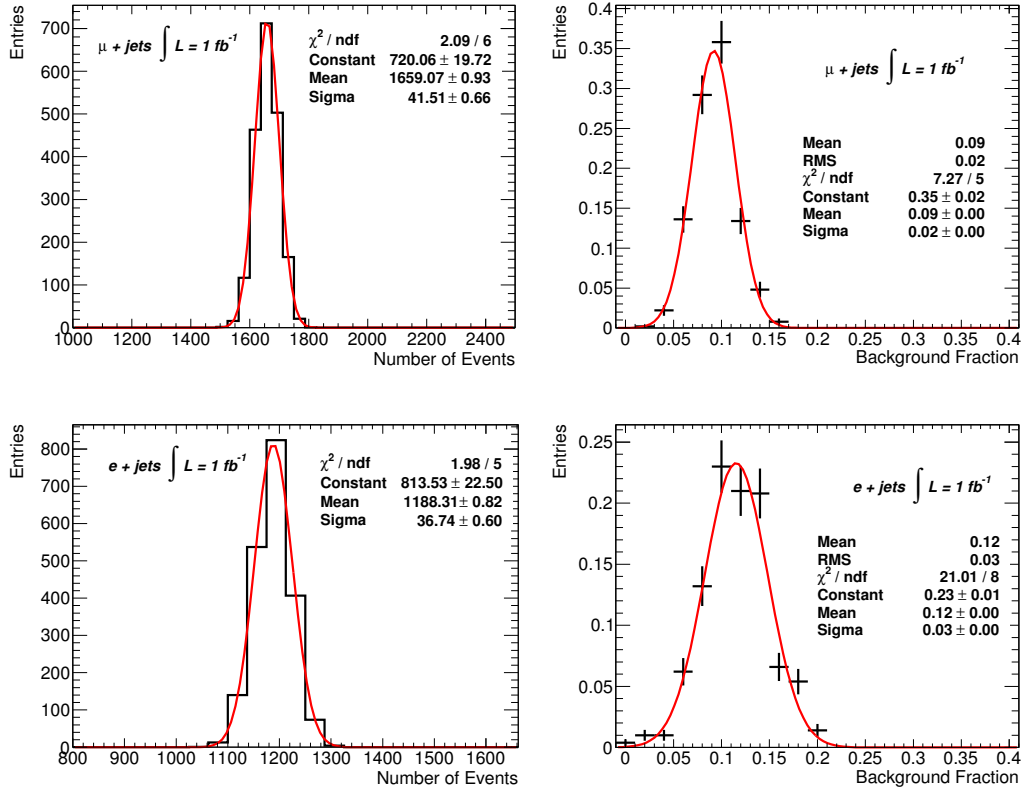 Entries
μ + jets ∫ L = 1 fb-1
χ2 / ndf 2.09 / 6
Constant 720.06 ± 19.72
Mean 1659.07 ± 0.93
Sigma 41.51 ± 0.66
700
600
500
400
300
200
100
0
1000 1200 1400 1600 1800 2000 2200 2400
Number of Events
Entries
μ + jets ∫ L = 1 fb-1
Mean 0.09
RMS 0.02
χ2 / ndf 7.27 / 5
Constant 0.35 ± 0.02
Mean 0.09 ± 0.00
Sigma 0.02 ± 0.00
0.4
0.35
0.3
0.25
0.2
0.15
0.1
0.05
0
0 0.05 0.1 0.15 0.2 0.25 0.3 0.35 0.4
Background Fraction
Entries
e + jets ∫ L = 1 fb-1
χ2 / ndf 1.98 / 5
Constant 813.53 ± 22.50
Mean 1188.31 ± 0.82
Sigma 36.74 ± 0.60
800
700
600
500
400
300
200
100
0
800 900 1000 1100 1200 1300 1400 1500 1600
Number of Events
Entries
e + jets ∫ L = 1 fb-1
Mean 0.12
RMS 0.03
χ2 / ndf 21.01 / 8
Constant 0.23 ± 0.01
Mean 0.12 ± 0.00
Sigma 0.03 ± 0.00
0.25
0.2
0.15
0.1
0.05
0
0 0.05 0.1 0.15 0.2 0.25 0.3 0.35 0.4
Background Fraction